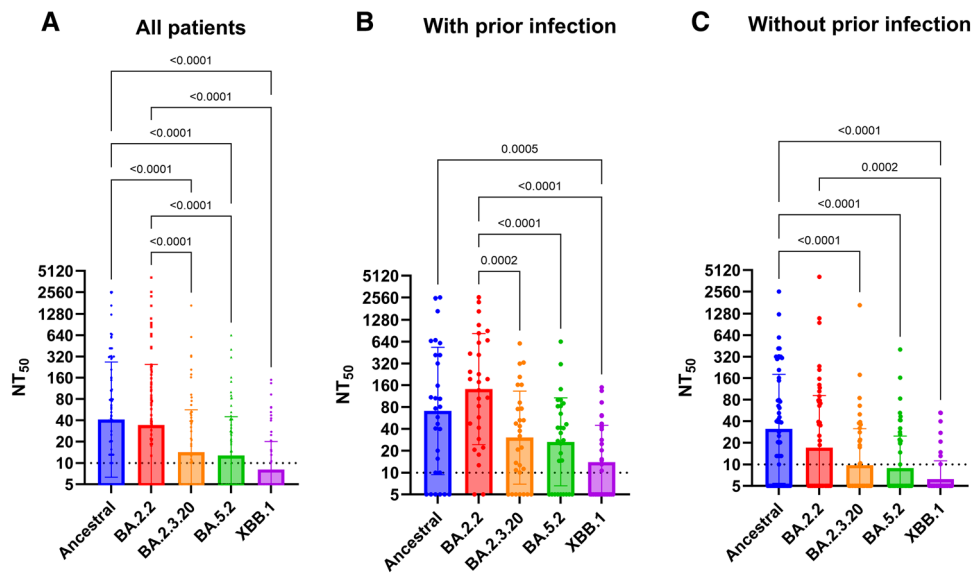 A
All patients
<0.0001
<0.0001
<0.0001
<0.0001
<0.0001
<0.0001
NT50
5120
2560
1280
640
320
160
80
40
20
10
5
Ancestral
BA.2.2
BA.2.3.20
BA.5.2
XBB.1
B
With prior infection
0.0005
<0.0001
<0.0001
0.0002
NT50
5120
2560
1280
640
320
160
80
40
20
10
5
Ancestral
BA.2.2
BA.2.3.20
BA.5.2
XBB.1
C
Without prior infection
<0.0001
0.0002
<0.0001
<0.0001
NT50
5120
2560
1280
640
320
160
80
40
20
10
5
Ancestral
BA.2.2
BA.2.3.20
BA.5.2
XBB.1